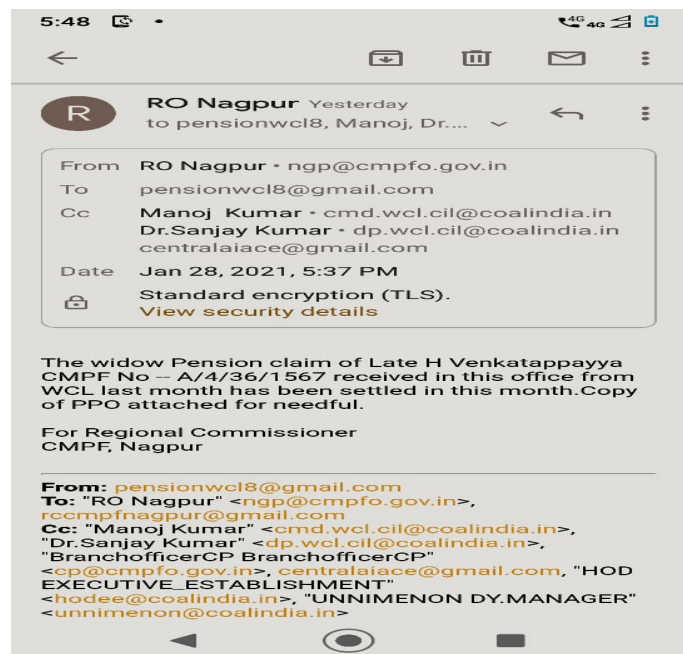 5:48
4G 4G
R
RO Nagpur Yesterday
to pensionwcl8, Manoj, Dr....
From RO Nagpur • ngp@cmpfo.gov.in
To pensionwcl8@gmail.com
Cc Manoj Kumar • cmd.wcl.cil@coalindia.in
Dr.Sanjay Kumar • dp.wcl.cil@coalindia.in
centralaiace@gmail.com
Date Jan 28, 2021, 5:37 PM
Standard encryption (TLS).
View security details
The widow Pension claim of Late H Venkatappayya
CMPF No -- A/4/36/1567 received in this office from
WCL last month has been settled in this month.Copy
of PPO attached for needful.
For Regional Commissioner
CMPF, Nagpur
From: pensionwcl8@gmail.com
To: "RO Nagpur" <ngp@cmpfo.gov.in>,
rccmpfnagpur@gmail.com
Cc: "Manoj Kumar" <cmd.wcl.cil@coalindia.in>,
"Dr.Sanjay Kumar" <dp.wcl.cil@coalindia.in>,
"BranchofficerCP BranchofficerCP"
<cp@cmpfo.gov.in>, centralaiace@gmail.com, "HOD
EXECUTIVE_ESTABLISHMENT"
<hodee@coalindia.in>, "UNNIMENON DY.MANAGER"
<unnimenon@coalindia.in>